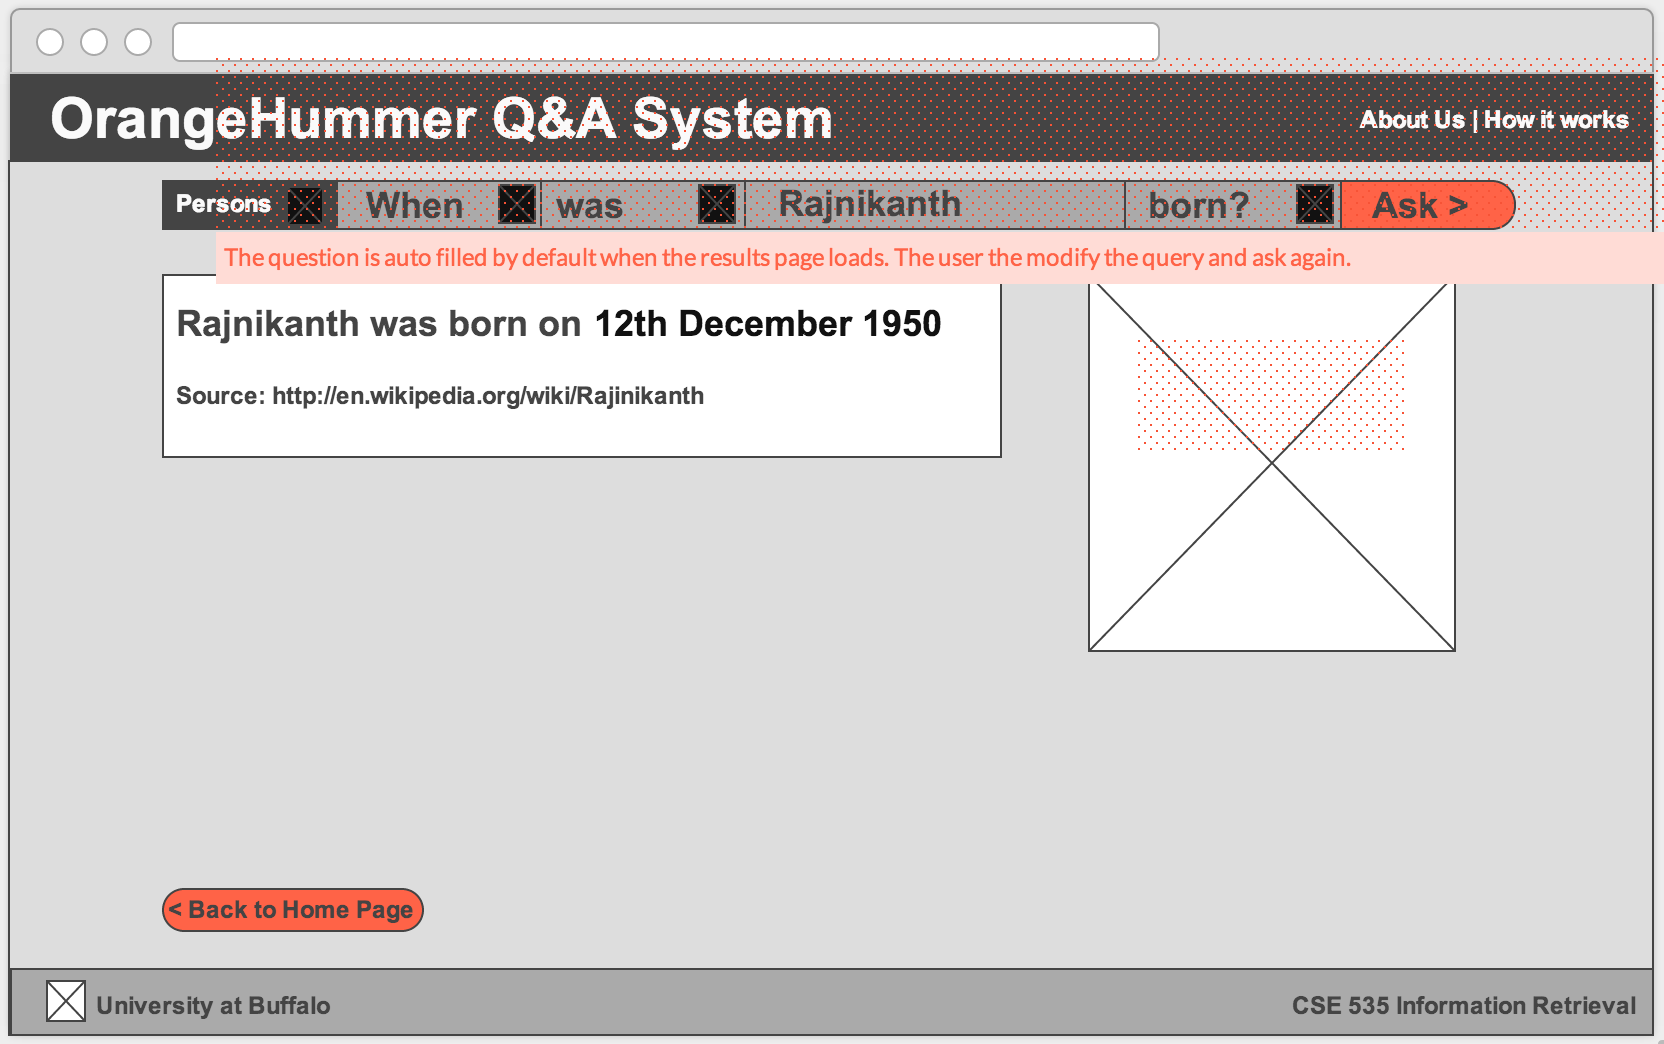 OrangeHummer Q&A System
About Us | How it works
Persons When was Rajnikanth born? Ask >
The question is auto filled by default when the results page loads. The user the modify the query and ask again.
Rajnikanth was born on 12th December 1950
Source: http://en.wikipedia.org/wiki/Rajinikanth
< Back to Home Page
University at Buffalo
CSE 535 Information Retrieval